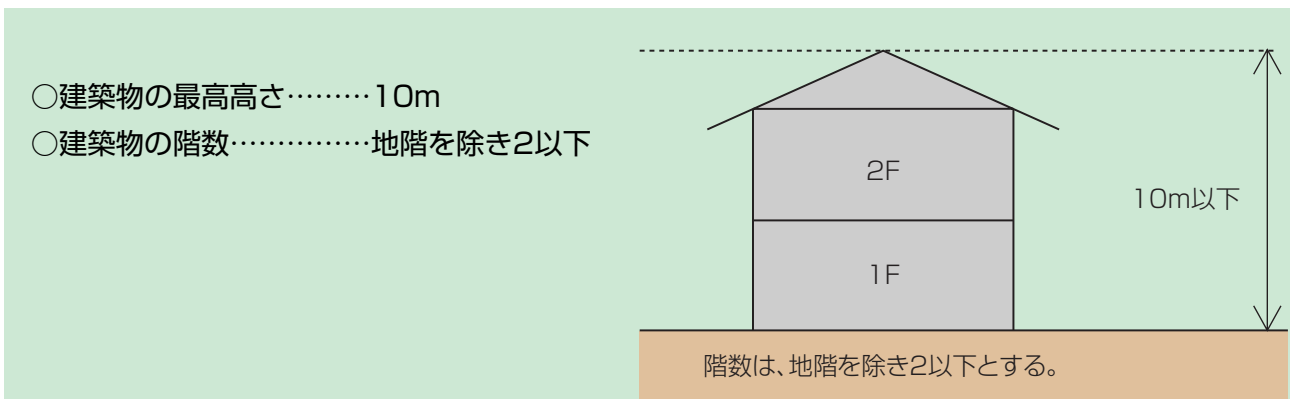 ○建築物の最高高さ………10m
○建築物の階数……………地階を除き2以下
2F
10m以下
1F
階数は、地階を除き2以下とする。